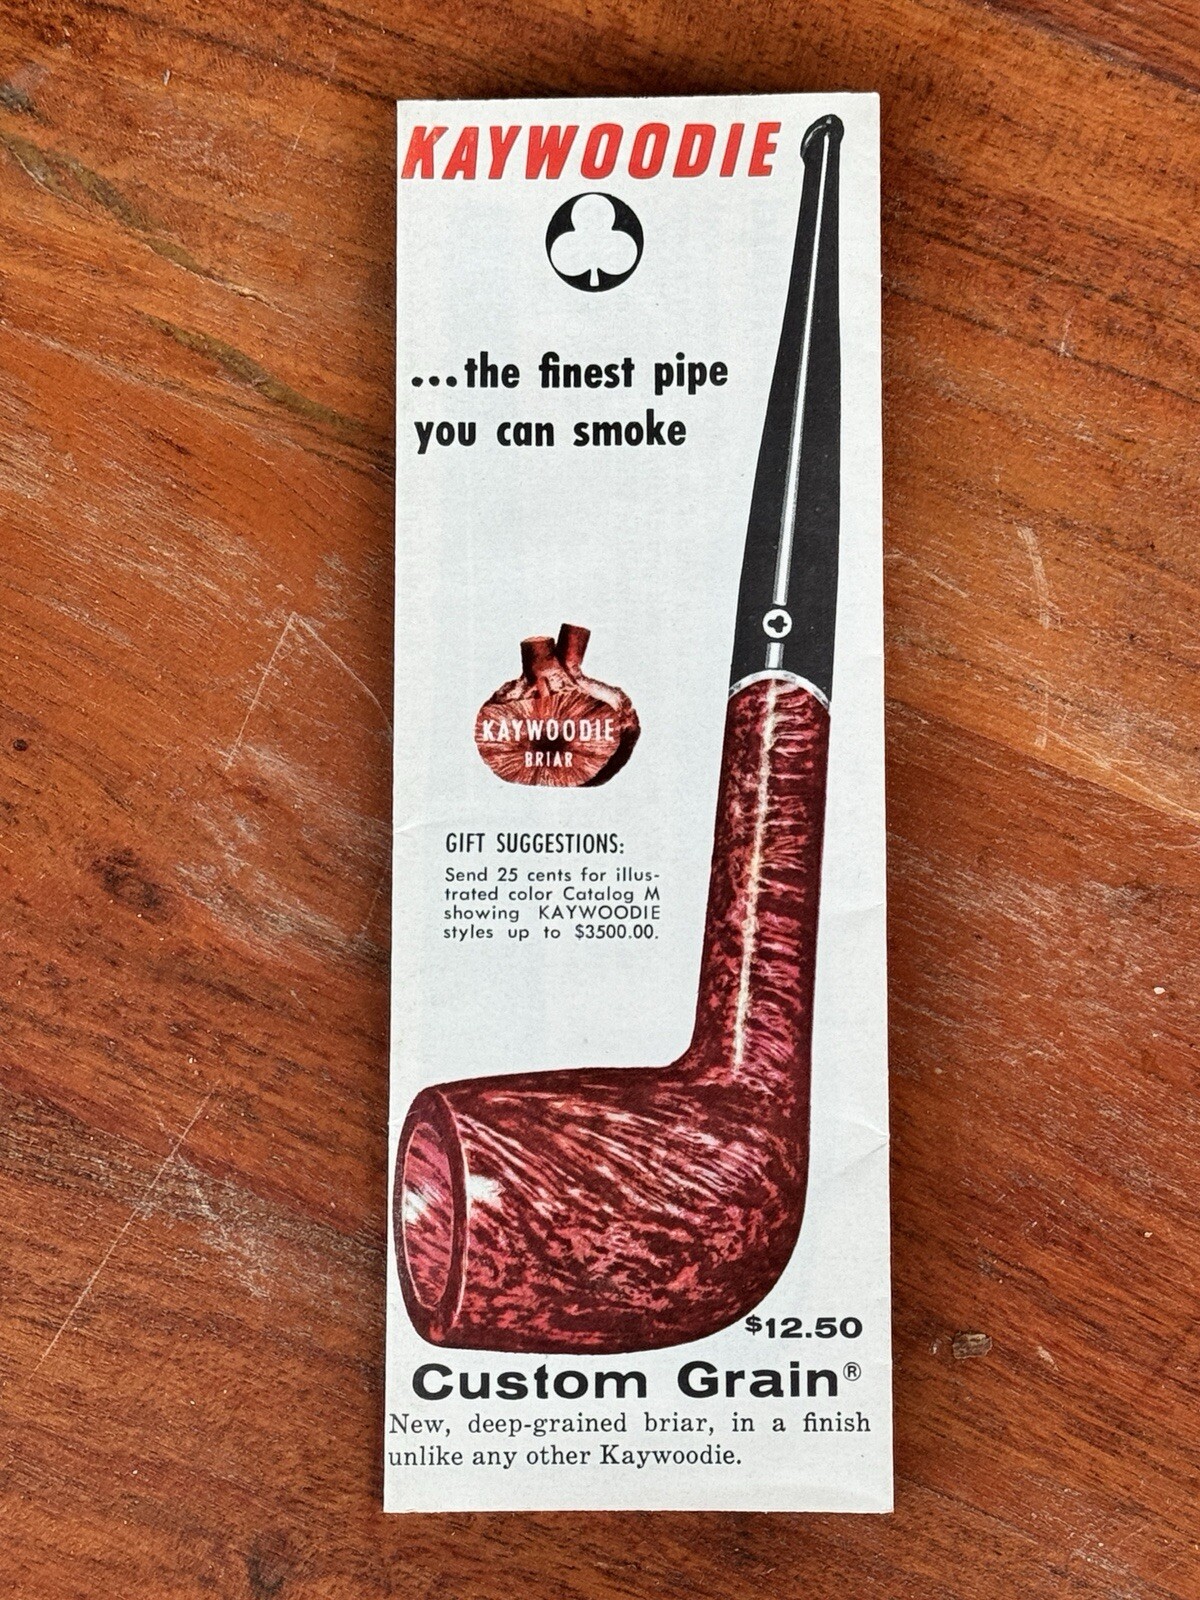 KAYWOODIE
...the finest pipe
you can smoke
KAYWOODIE
BRIAR
GIFT SUGGESTIONS:
Send 25 cents for illus-
trated color Catalog M
showing KAYWOODIE
styles up to $3500.00.
$12.50
Custom Grain®
New, deep-grained briar, in a finish
unlike any other Kaywoodie.